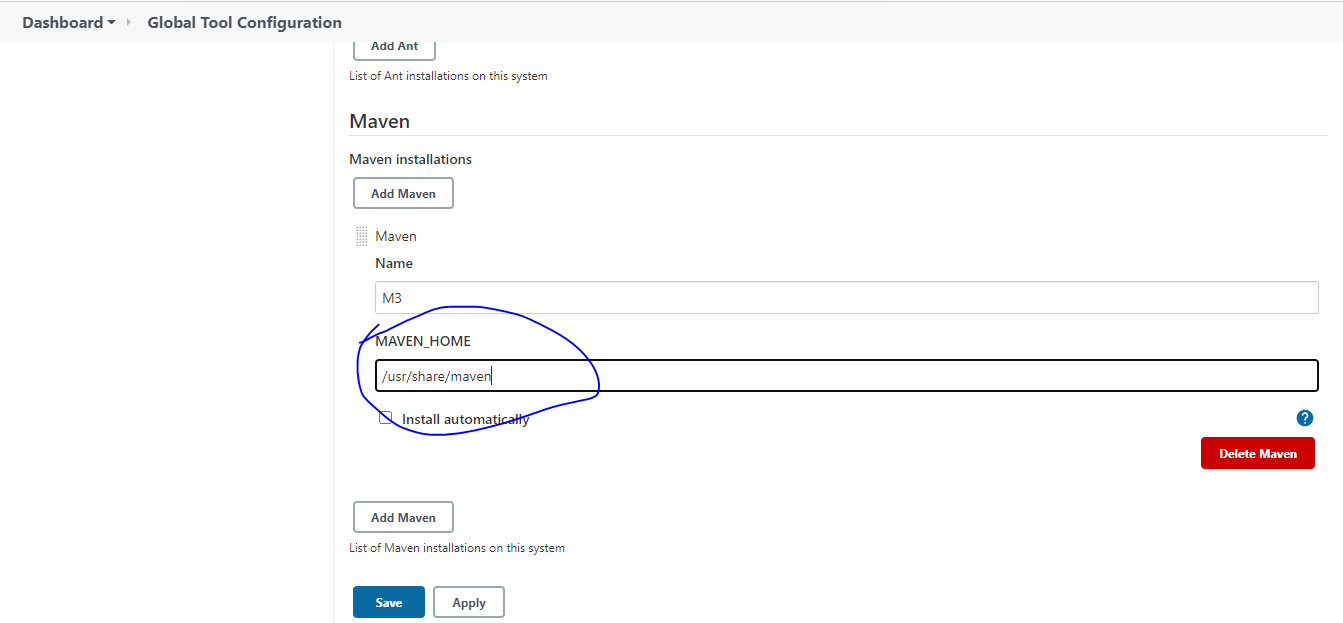 Dashboard Global Tool Configuration
Add Ant
List of Ant installations on this system
Maven
Maven installations
Add Maven
Maven
Name
M3
MAVEN_HOME
/usr/share/maven
Install automatically
?
Delete Maven
Add Maven
List of Maven installations on this system
Save Apply